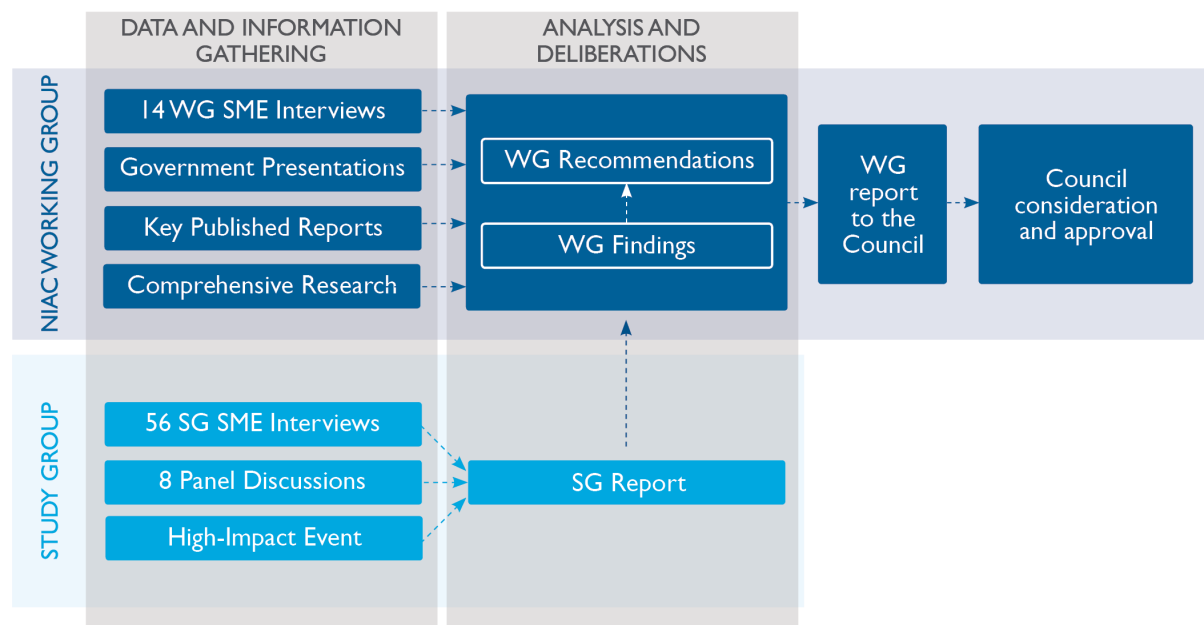 DATA AND INFORMATION
GATHERING
ANALYSIS AND
DELIBERATIONS
NIAC WORKING GROUP
14 WG SME Interviews
Government Presentations
Key Published Reports
Comprehensive Research
WG Recommendations
WG Findings
WG
report
to the
Council
Council
consideration
and approval
STUDY GROUP
56 SG SME Interviews
8 Panel Discussions
High-Impact Event
SG Report